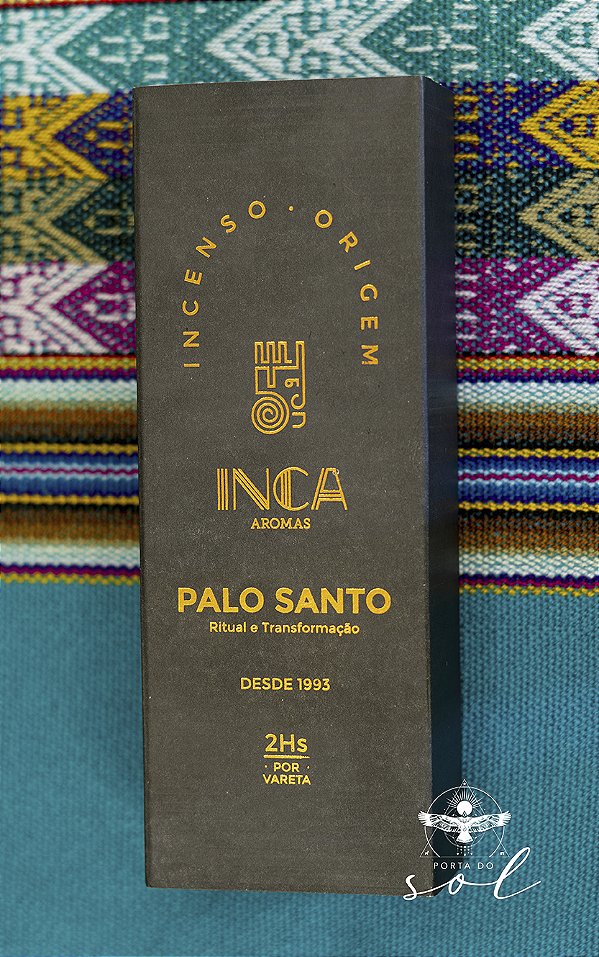 INCENSO · ORIGEM
INCA
AROMAS
PALO SANTO
Ritual e Transformação
DESDE 1993
2Hs
· POR ·
VARETA
PORTA DO
sol